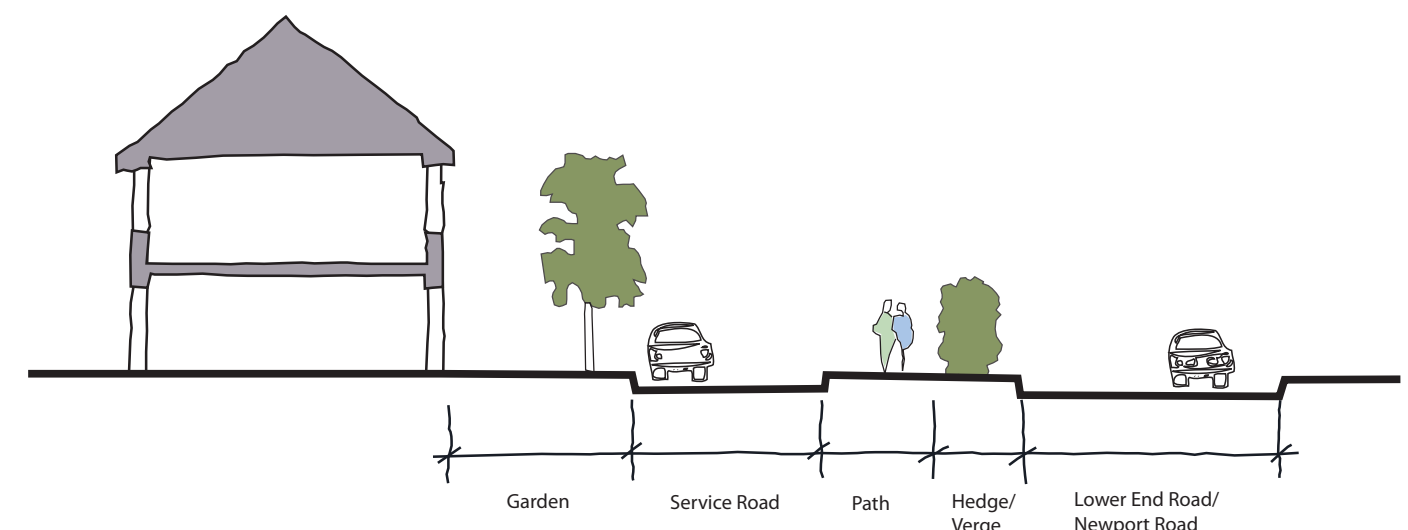 Garden
Service Road
Path
Hedge/
Verge
Lower End Road/
Newport Road